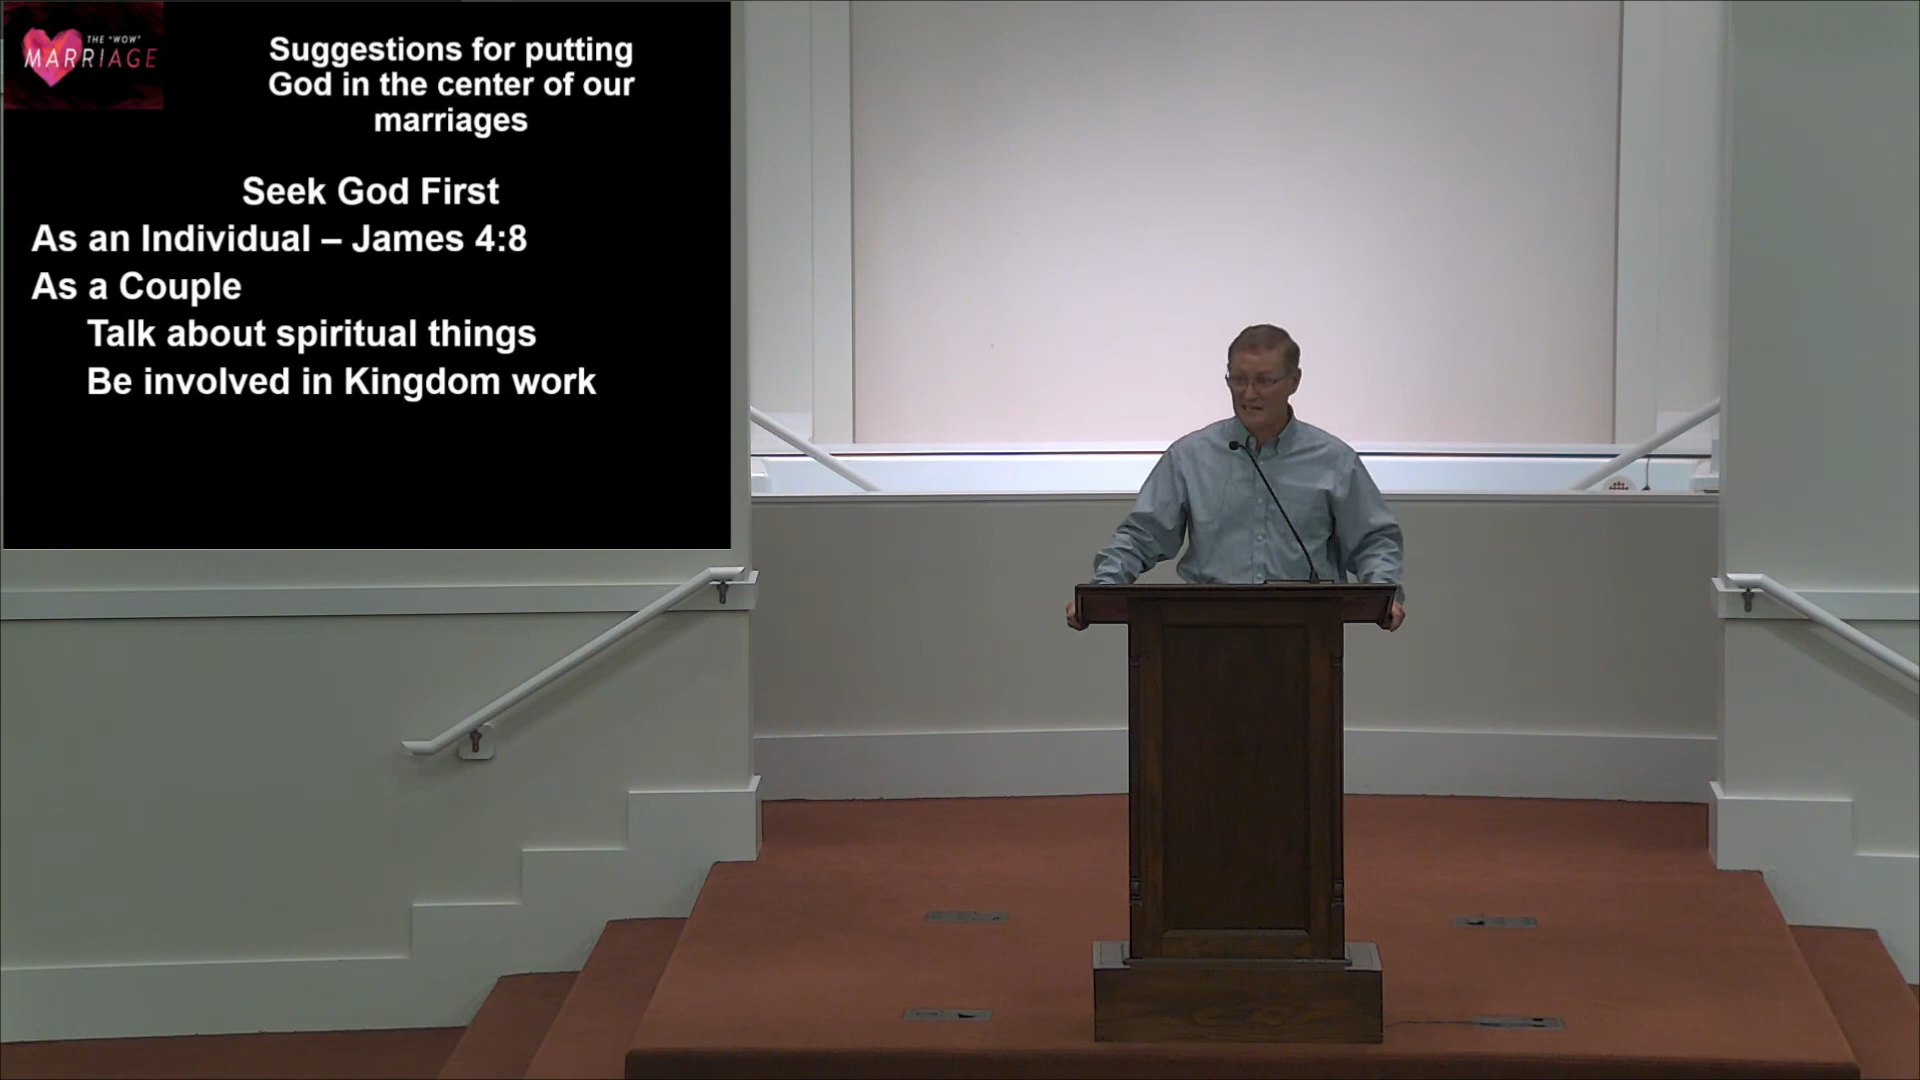 THE "WOW"
MARRIAGE
Suggestions for putting
God in the center of our
marriages
Seek God First
As an Individual – James 4:8
As a Couple
Talk about spiritual things
Be involved in Kingdom work